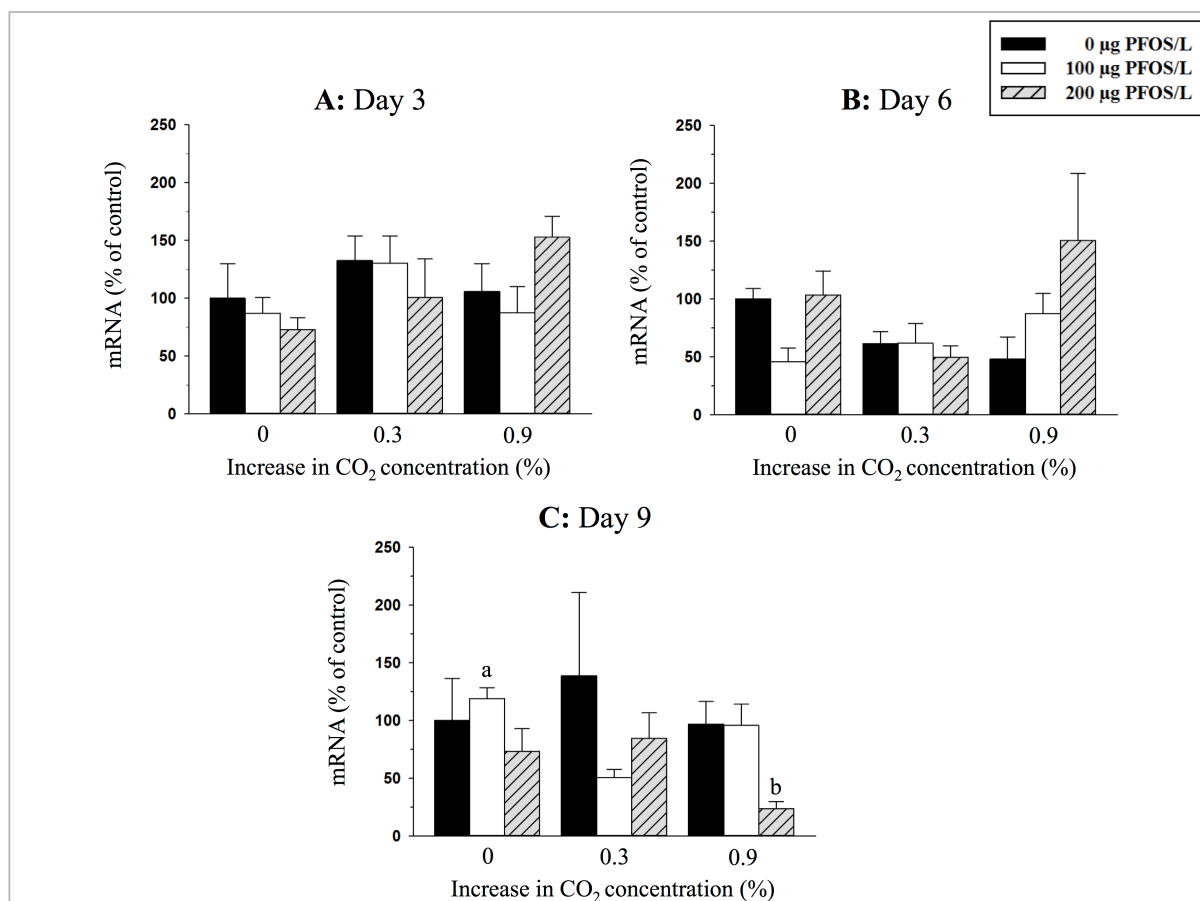 0 µg PFOS/L
100 µg PFOS/L
200 µg PFOS/L
A: Day 3
mRNA (% of control)
250
200
150
100
50
0
0 0.3 0.9
Increase in CO₂ concentration (%)
B: Day 6
mRNA (% of control)
250
200
150
100
50
0
0 0.3 0.9
Increase in CO₂ concentration (%)
C: Day 9
mRNA (% of control)
250
200
150
100
50
0
a
b
0 0.3 0.9
Increase in CO₂ concentration (%)